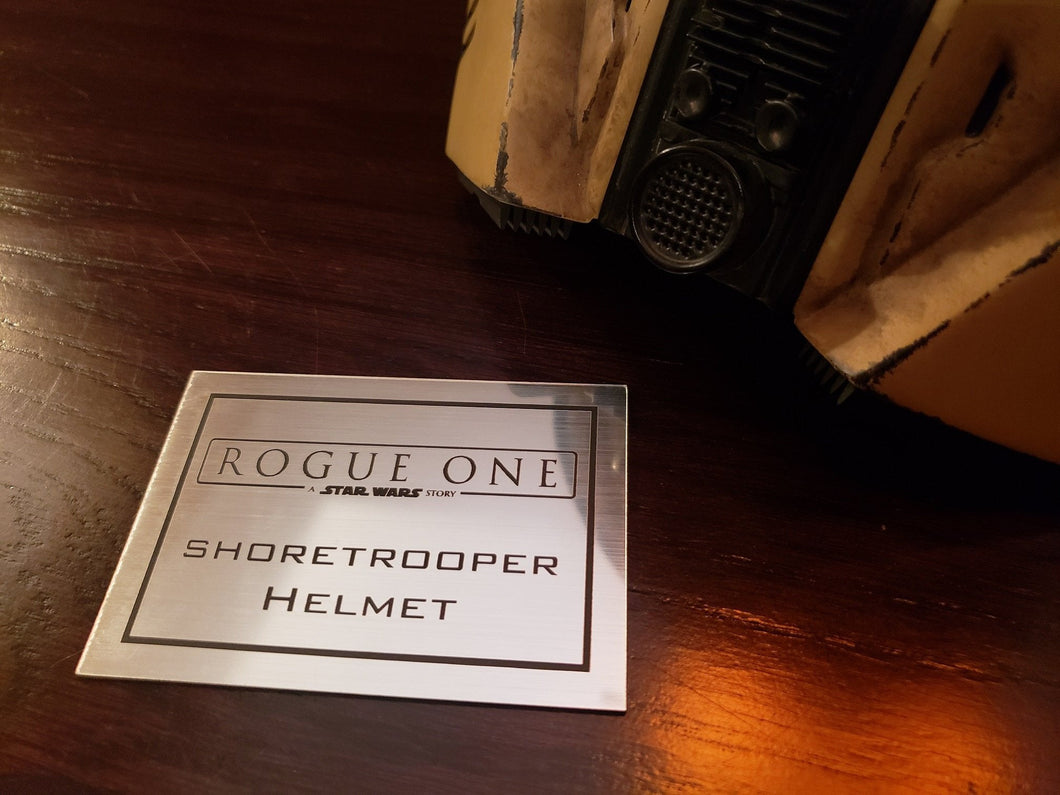 ROGUE ONE
A STAR WARS STORY
SHORETROOPER
HELMET